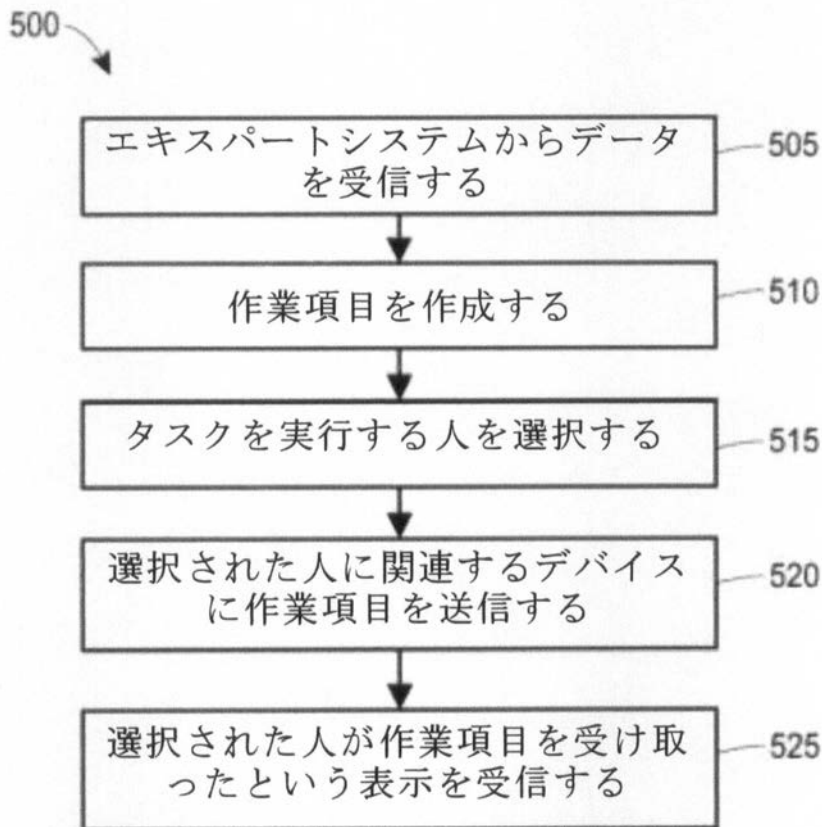 500
エキスパートシステムからデータ
を受信する
505
作業項目を作成する
510
タスクを実行する人を選択する
515
選択された人に関連するデバイス
に作業項目を送信する
520
選択された人が作業項目を受け取
ったという表示を受信する
525